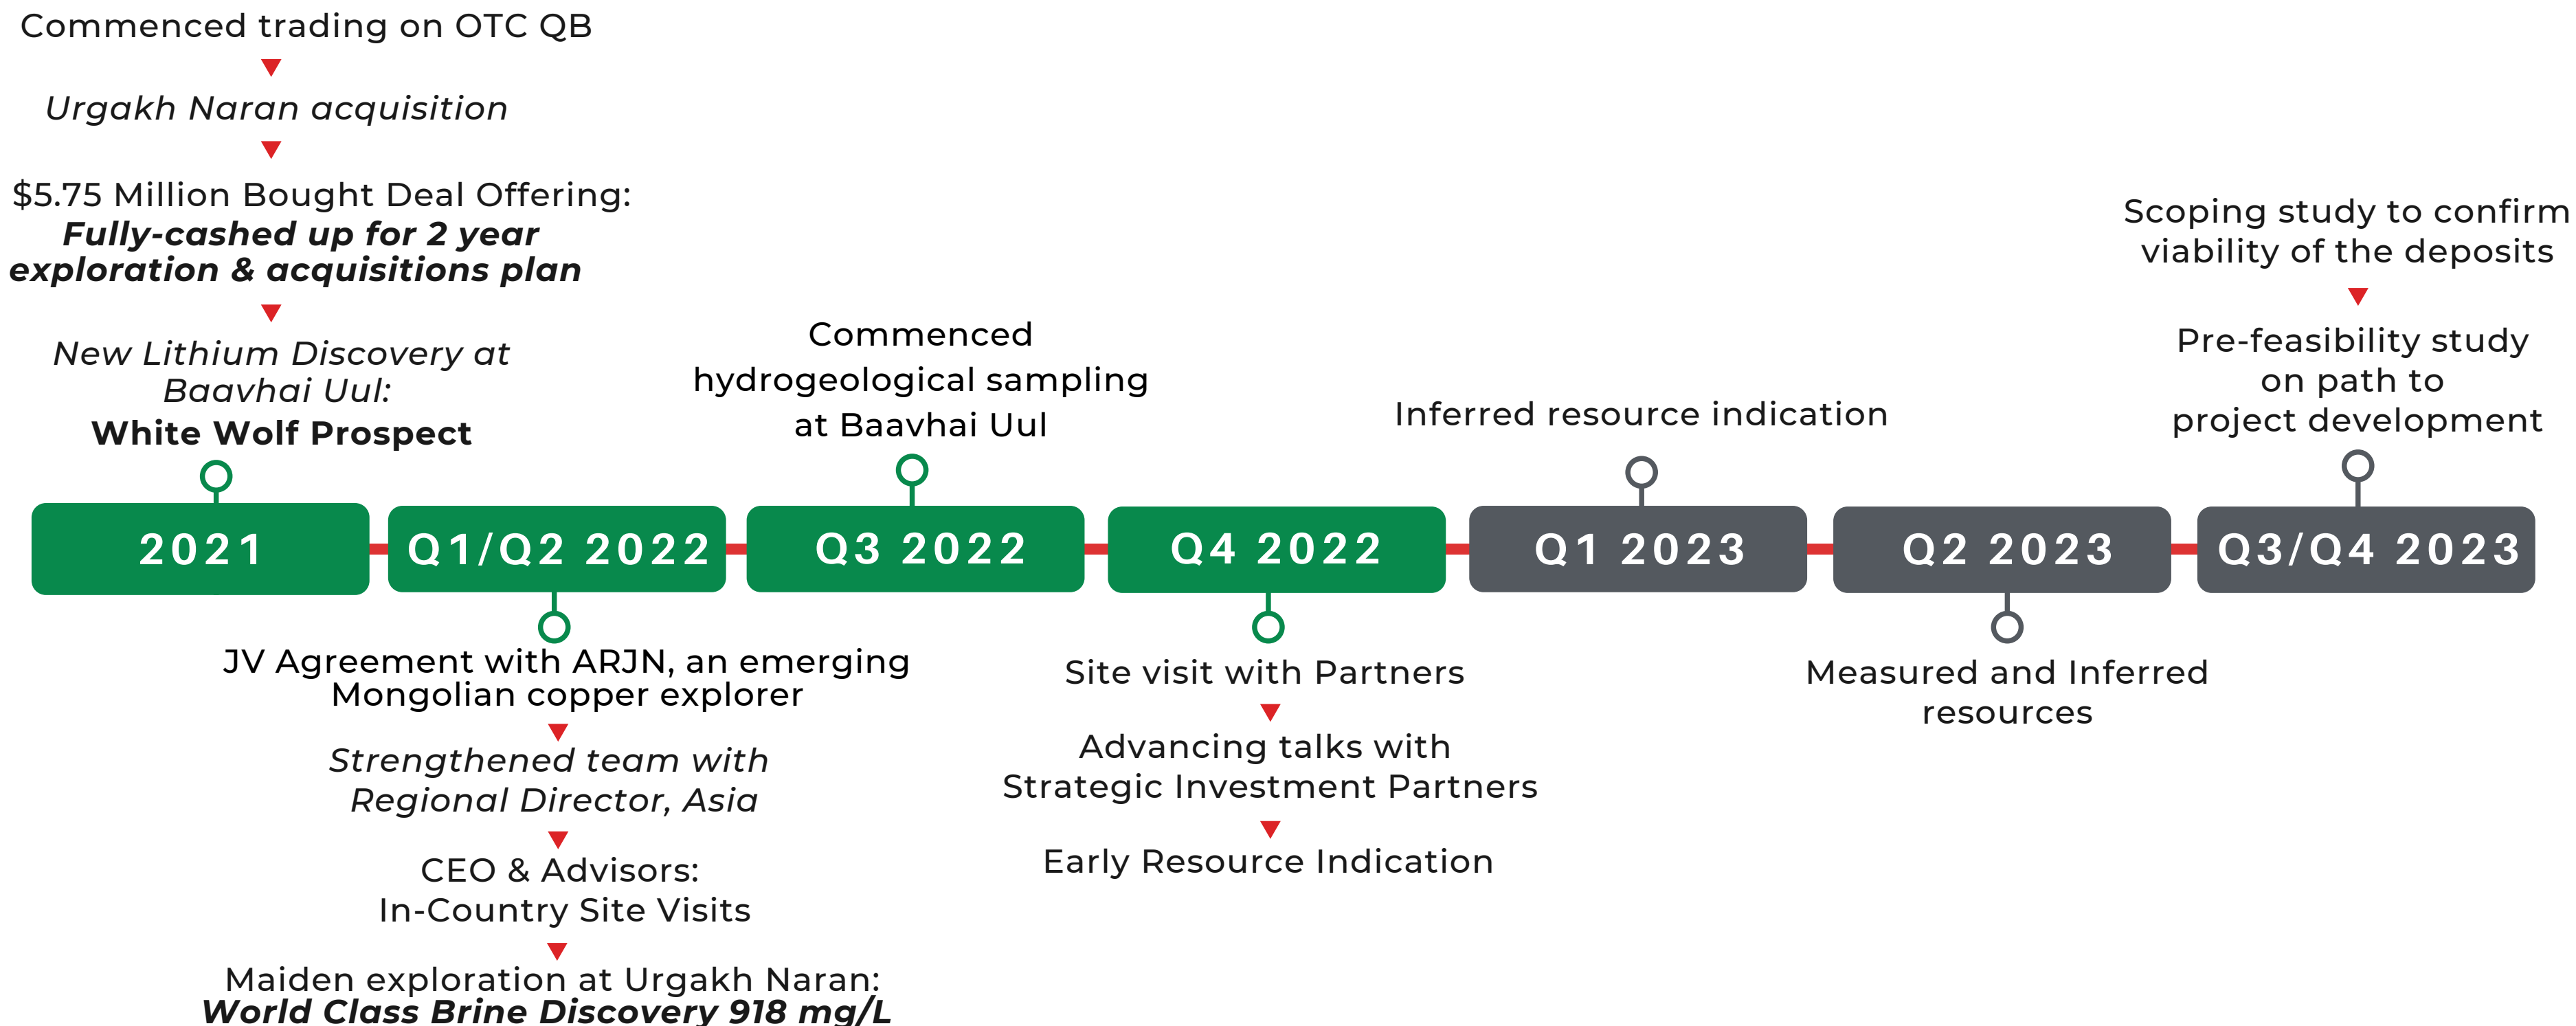 Commenced trading on OTC QB
Urgakh Naran acquisition
$5.75 Million Bought Deal Offering:
Fully-cashed up for 2 year
exploration & acquisitions plan
New Lithium Discovery at
Baavhai Uul:
White Wolf Prospect
Commenced
hydrogeological sampling
at Baavhai Uul
Inferred resource indication
Scoping study to confirm
viability of the deposits
Pre-feasibility study
on path to
project development
2021
Q1/Q2 2022
Q3 2022
Q4 2022
Q1 2023
Q2 2023
Q3/Q4 2023
JV Agreement with ARJN, an emerging
Mongolian copper explorer
Strengthened team with
Regional Director, Asia
CEO & Advisors:
In-Country Site Visits
Maiden exploration at Urgakh Naran:
World Class Brine Discovery 918 mg/L
Site visit with Partners
Advancing talks with
Strategic Investment Partners
Early Resource Indication
Measured and Inferred
resources